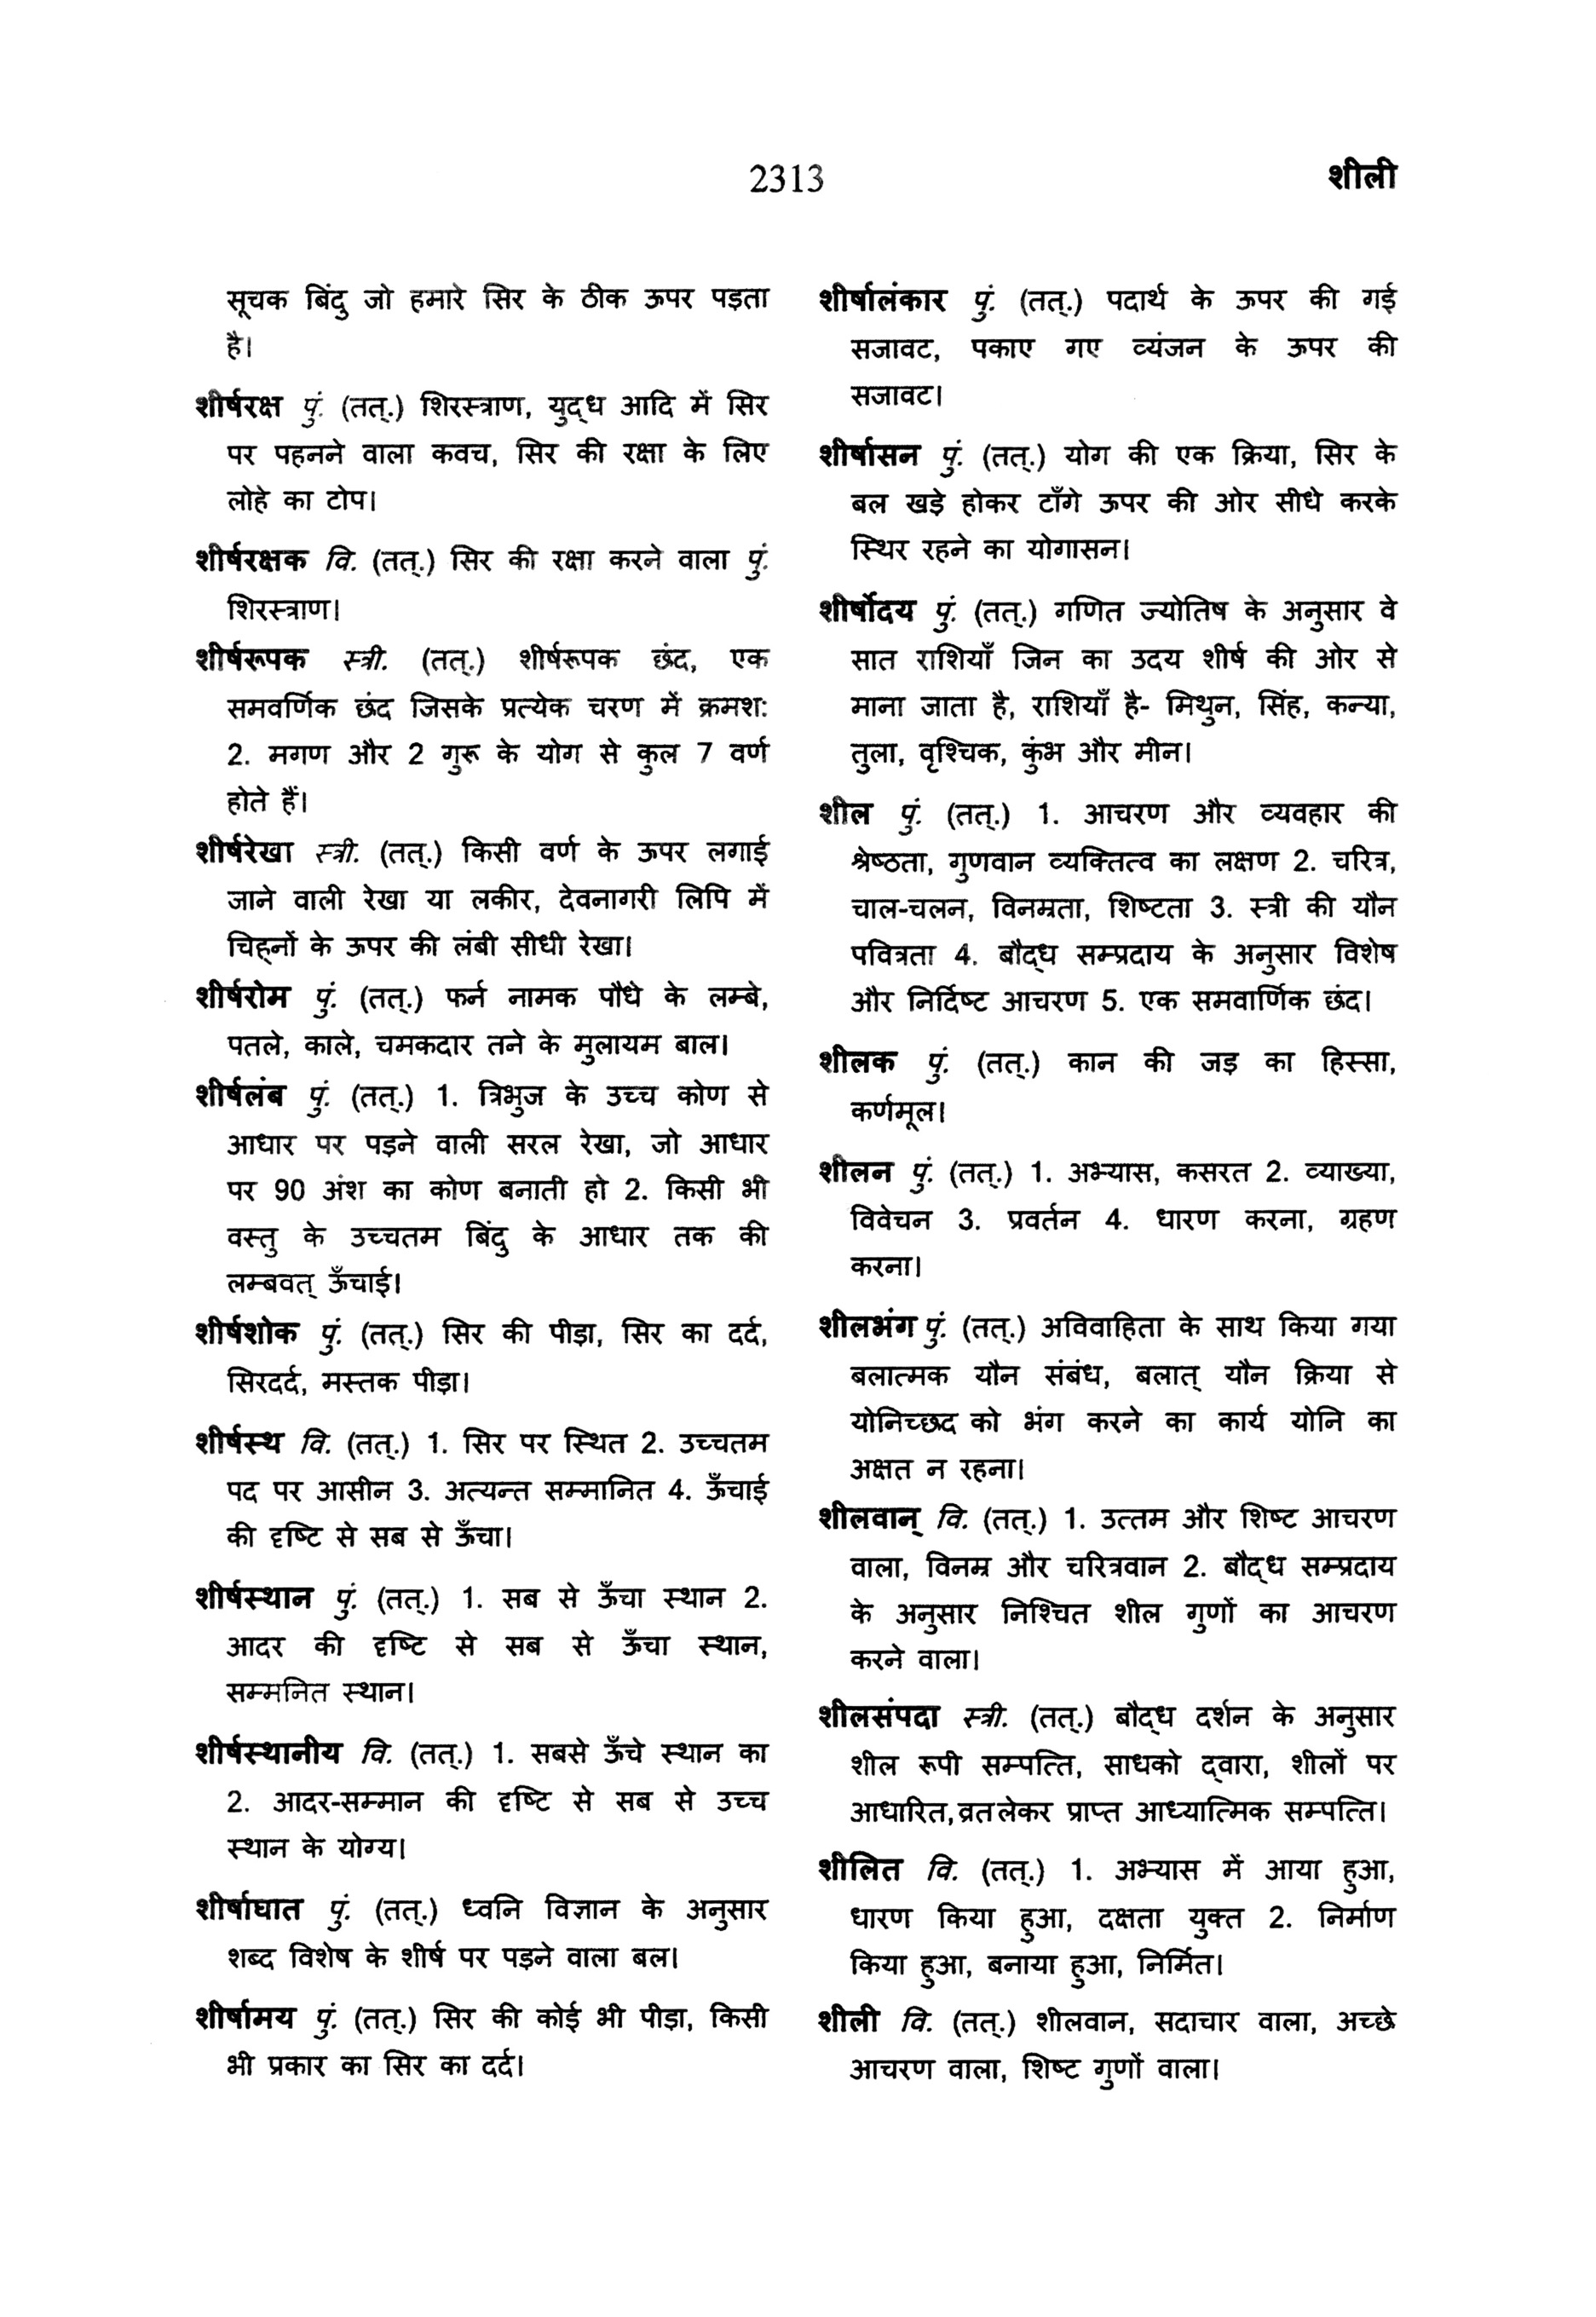 2313
शीली
सूचक बिंदु जो हमारे सिर के ठीक ऊपर पड़ता
है।
शीर्षरक्ष पुं. (तत्.) शिरस्त्राण, युद्ध आदि में सिर
पर पहनने वाला कवच, सिर की रक्षा के लिए
लोहे का टोप।
शीर्षरक्षक वि. (तत्.) सिर की रक्षा करने वाला पुं.
शिरस्त्राण।
शीर्षरूपक स्त्री. (तत्.) शीर्षरूपक छंद, एक
समवर्णिक छंद जिसके प्रत्येक चरण में क्रमश:
2. मगण और 2 गुरू के योग से कुल 7 वर्ण
होते हैं।
शीर्षरेखा स्त्री. (तत्.) किसी वर्ण के ऊपर लगाई
जाने वाली रेखा या लकीर, देवनागरी लिपि में
चिह्नों के ऊपर की लंबी सीधी रेखा।
शीर्षरोम पुं. (तत्.) फर्न नामक पौधे के लम्बे,
पतले, काले, चमकदार तने के मुलायम बाल।
शीर्षलंब पुं. (तत्.) 1. त्रिभुज के उच्च कोण से
आधार पर पड़ने वाली सरल रेखा, जो आधार
पर 90 अंश का कोण बनाती हो 2. किसी भी
वस्तु के उच्चतम बिंदु के आधार तक की
लम्बवत् ऊँचाई।
शीर्षशोक पुं. (तत्.) सिर की पीड़ा, सिर का दर्द,
सिरदर्द, मस्तक पीड़ा।
शीर्षस्थ वि. (तत्.) 1. सिर पर स्थित 2. उच्चतम
पद पर आसीन 3. अत्यन्त सम्मानित 4. ऊँचाई
की दृष्टि से सब से ऊँचा।
शीर्षस्थान पुं. (तत्.) 1. सब से ऊँचा स्थान 2.
आदर की दृष्टि से सब से ऊँचा स्थान,
सम्मनित स्थान।
शीर्षस्थानीय वि. (तत्.) 1. सबसे ऊँचे स्थान का
2. आदर-सम्मान की दृष्टि से सब से उच्च
स्थान के योग्य।
शीर्षाघात पुं. (तत्.) ध्वनि विज्ञान के अनुसार
शब्द विशेष के शीर्ष पर पड़ने वाला बल।
शीर्षामय पुं. (तत्.) सिर की कोई भी पीड़ा, किसी
भी प्रकार का सिर का दर्द।
शीर्षालंकार पुं. (तत्.) पदार्थ के ऊपर की गई
सजावट, पकाए गए व्यंजन के ऊपर की
सजावट।
शीर्षासन पुं. (तत्.) योग की एक क्रिया, सिर के
बल खड़े होकर टाँगे ऊपर की ओर सीधे करके
स्थिर रहने का योगासन।
शीर्षोदय पुं. (तत्.) गणित ज्योतिष के अनुसार वे
सात राशियाँ जिन का उदय शीर्ष की ओर से
माना जाता है, राशियाँ है- मिथुन, सिंह, कन्या,
तुला, वृश्चिक, कुंभ और मीन।
शील पुं. (तत्.) 1. आचरण और व्यवहार की
श्रेष्ठता, गुणवान व्यक्तित्व का लक्षण 2. चरित्र,
चाल-चलन, विनम्रता, शिष्टता 3. स्त्री की यौन
पवित्रता 4. बौद्ध सम्प्रदाय के अनुसार विशेष
और निर्दिष्ट आचरण 5. एक समवार्णिक छंद।
शीलक पुं. (तत्.) कान की जड़ का हिस्सा,
कर्णमूल।
शीलन पुं. (तत्.) 1. अभ्यास, कसरत 2. व्याख्या,
विवेचन 3. प्रवर्तन 4. धारण करना, ग्रहण
करना।
शीलभंग पुं. (तत्.) अविवाहिता के साथ किया गया
बलात्मक यौन संबंध, बलात् यौन क्रिया से
योनिच्छद को भंग करने का कार्य योनि का
अक्षत न रहना।
शीलवान् वि. (तत्.) 1. उत्तम और शिष्ट आचरण
वाला, विनम्र और चरित्रवान 2. बौद्ध सम्प्रदाय
के अनुसार निश्चित शील गुणों का आचरण
करने वाला।
शीलसंपदा स्त्री. (तत्.) बौद्ध दर्शन के अनुसार
शील रूपी सम्पत्ति, साधको द्वारा, शीलों पर
आधारित, व्रत लेकर प्राप्त आध्यात्मिक सम्पत्ति।
शीलित वि. (तत्.) 1. अभ्यास में आया हुआ,
धारण किया हुआ, दक्षता युक्त 2. निर्माण
किया हुआ, बनाया हुआ, निर्मित।
शीली वि. (तत्.) शीलवान, सदाचार वाला, अच्छे
आचरण वाला, शिष्ट गुणों वाला।